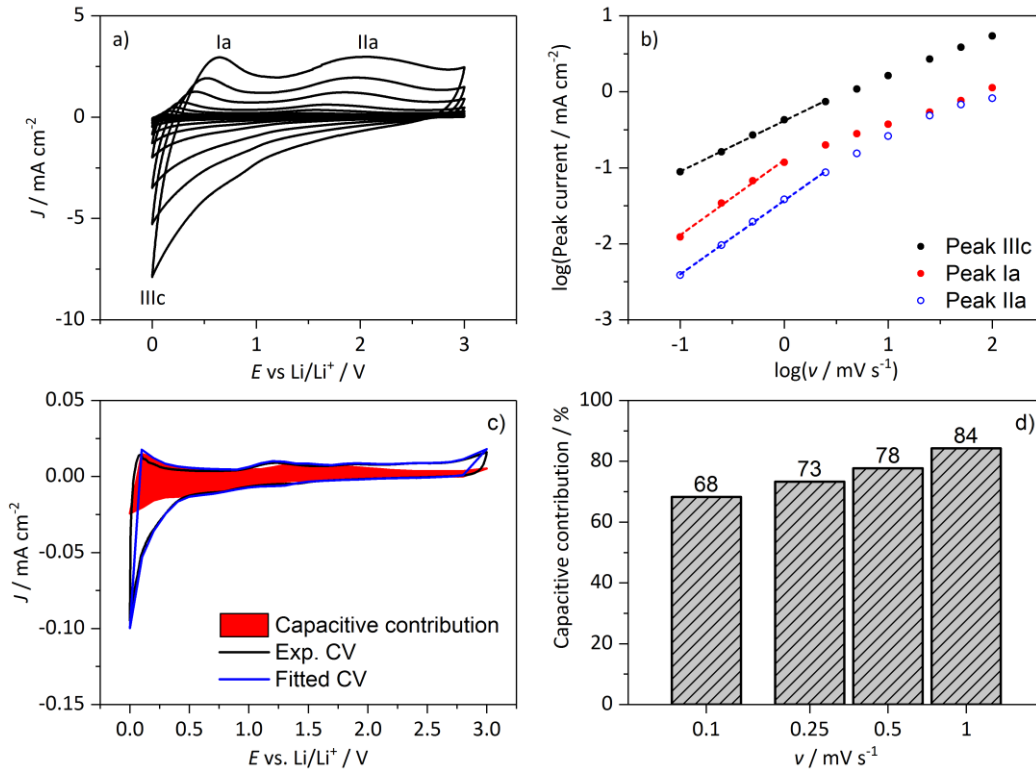 a)
Ia
IIa
IIIc
5
0
-5
-10
J / mA cm-2
0 1 2 3
E vs Li/Li+ / V
b)
1
0
-1
-2
-3
log(Peak current / mA cm-2)
Peak IIIc
Peak Ia
Peak IIa
-1 0 1 2
log(v / mV s-1)
c)
0.05
0.00
-0.05
-0.10
-0.15
J / mA cm-2
Capacitive contribution
Exp. CV
Fitted CV
0.0 0.5 1.0 1.5 2.0 2.5 3.0
E vs. Li/Li+ / V
d)
100
80
60
40
20
0
Capacitive contribution / %
68 73 78 84
0.1 0.25 0.5 1
v / mV s-1